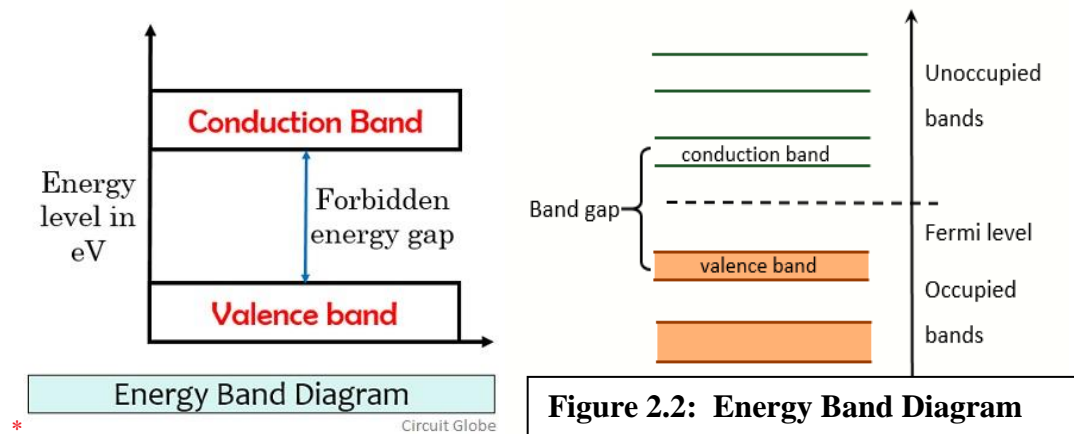 Conduction Band
Energy
level in
eV
Forbidden
energy gap
Valence band
Energy Band Diagram
*
Circuit Globe
Unoccupied
bands
conduction band
Band gap
Fermi level
valence band
Occupied
bands
Figure 2.2: Energy Band Diagram